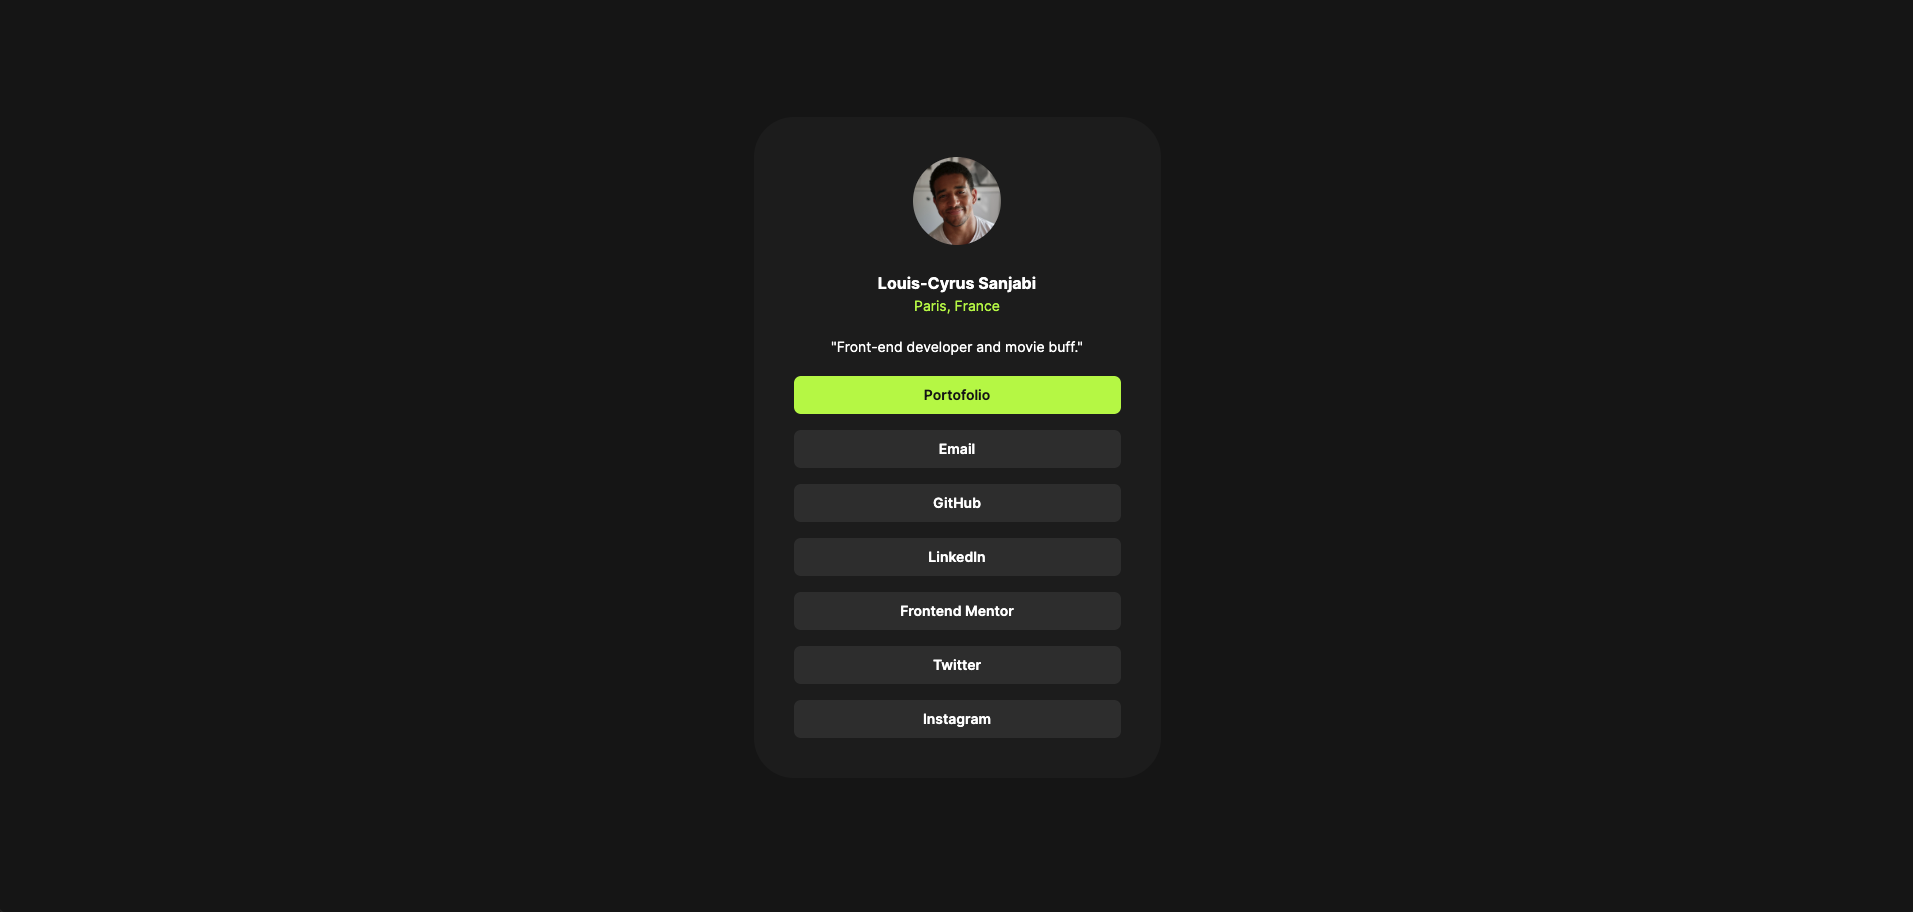 Louis-Cyrus Sanjabi
Paris, France
"Front-end developer and movie buff."
Portofolio
Email
GitHub
LinkedIn
Frontend Mentor
Twitter
Instagram